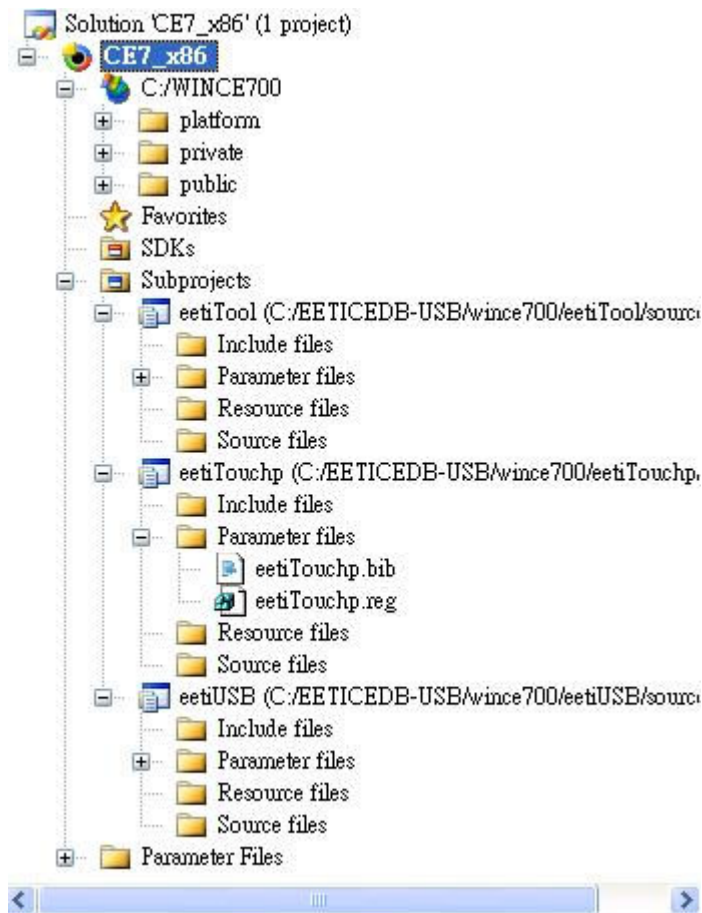 Solution 'CE7_x86' (1 project)
CE7_x86
C:/WINCE700
platform
private
public
Favorites
SDKs
Subprojects
eetiTool (C:/EETICEDB-USB/wince700/eetiTool/sourc
Include files
Parameter files
Resource files
Source files
eetiTouchp (C:/EETICEDB-USB/wince700/eetiTouchp
Include files
Parameter files
eetiTouchp.bib
eetiTouchp.reg
Resource files
Source files
eetiUSB (C:/EETICEDB-USB/wince700/eetiUSB/sourc
Include files
Parameter files
Resource files
Source files
Parameter Files